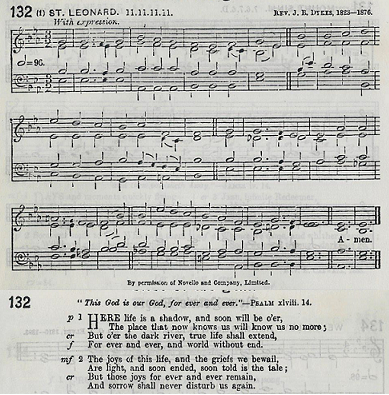 132 (1) ST. LEONARD. 11.11.11.11. REV. J. B. DYKES, 1823—1876.
With expression.
=96.
A - men.
By permission of Novello and Company, Limited.
132 "This God is our God, for ever and ever."—PSALM xlviii. 14.
p 1 HERE life is a shadow, and soon will be o'er,
The place that now knows us will know us no more;
cr But o'er the dark river, true life shall extend,
f For ever and ever, and world without end.
mf 2 The joys of this life, and the griefs we bewail,
Are light, and soon ended, soon told is the tale;
cr But those joys for ever and ever remain,
And sorrow shall never disturb us again.